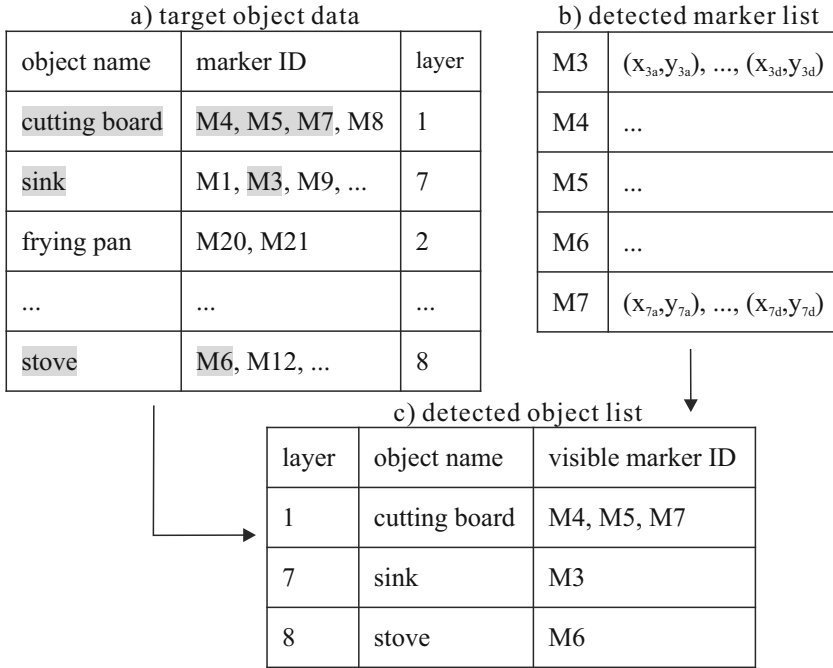 a) target object data
object name marker ID layer
cutting board M4, M5, M7, M8 1
sink M1, M3, M9, ... 7
frying pan M20, M21 2
... ... ...
stove M6, M12, ... 8
b) detected marker list
M3 (x3a,y3a), ..., (x3d,y3d)
M4 ...
M5 ...
M6 ...
M7 (x7a,y7a), ..., (x7d,y7d)
c) detected object list
layer object name visible marker ID
1 cutting board M4, M5, M7
7 sink M3
8 stove M6